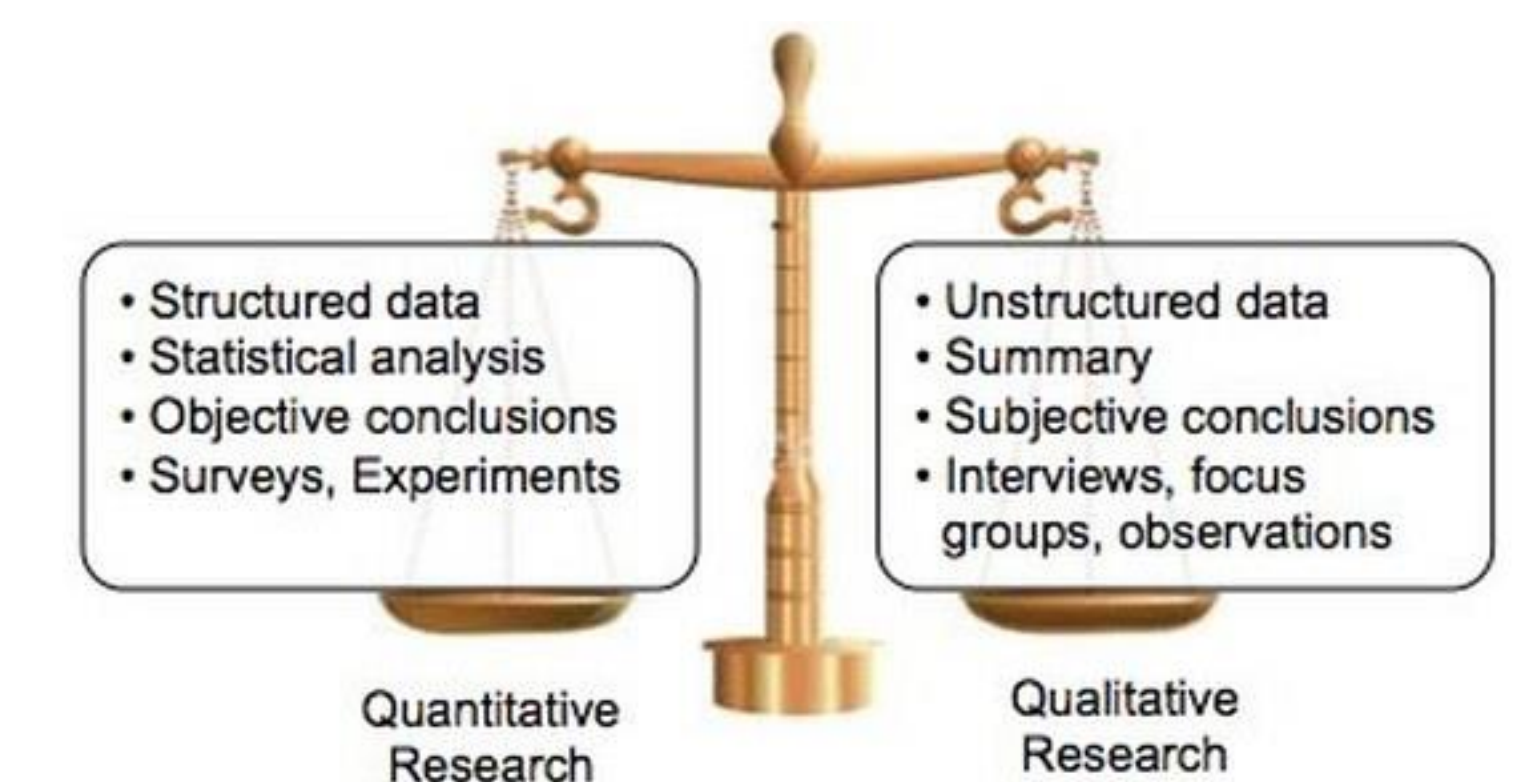 • Structured data
• Statistical analysis
• Objective conclusions
• Surveys, Experiments
• Unstructured data
• Summary
• Subjective conclusions
• Interviews, focus
groups, observations
Quantitative
Research
Qualitative
Research